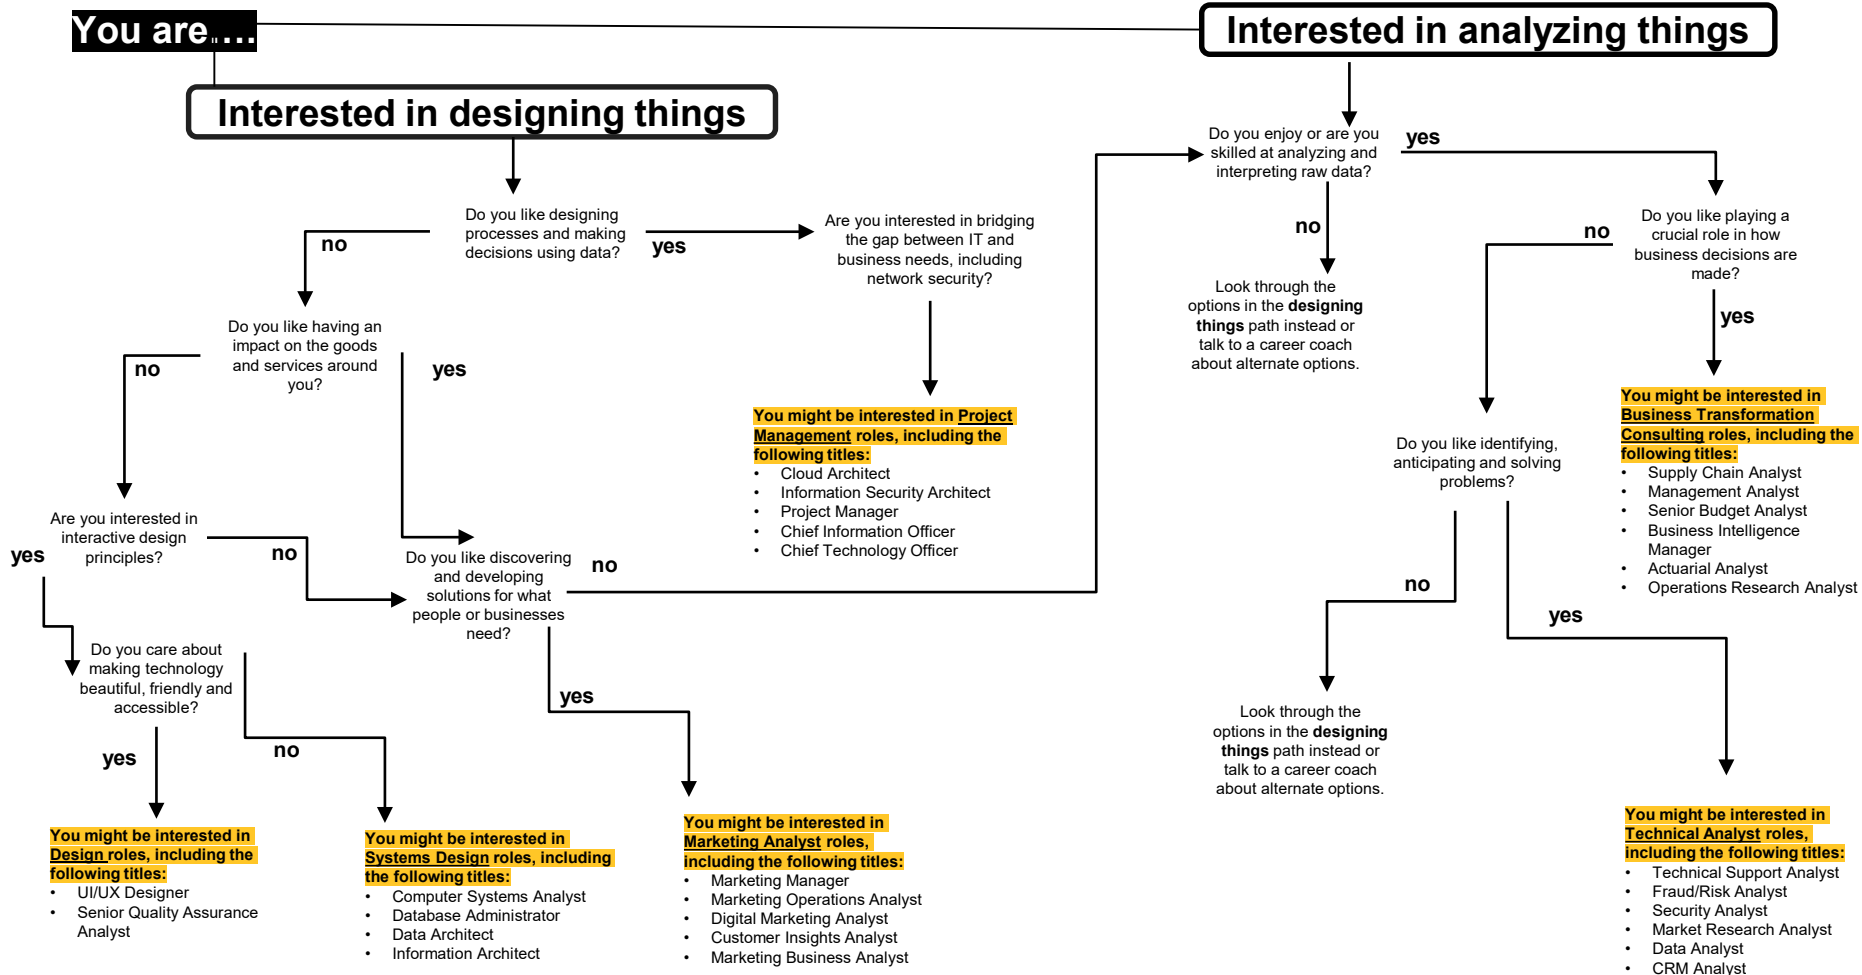 You are.....
Interested in analyzing things
Interested in designing things
Do you enjoy or are you
skilled at analyzing and
interpreting raw data?
yes
no
Do you like designing
processes and making
decisions using data?
no
yes
Are you interested in bridging
the gap between IT and
business needs, including
network security?
Do you like playing a
crucial role in how
business decisions are
made?
no
yes
Look through the
options in the designing
things path instead or
talk to a career coach
about alternate options.
Do you like having an
impact on the goods
and services around
you?
no
yes
You might be interested in Project
Management roles, including the
following titles:
• Cloud Architect
• Information Security Architect
• Project Manager
• Chief Information Officer
• Chief Technology Officer
You might be interested in
Business Transformation
Consulting roles, including the
following titles:
• Supply Chain Analyst
• Management Analyst
• Senior Budget Analyst
• Business Intelligence
Manager
• Actuarial Analyst
• Operations Research Analyst
Do you like identifying,
anticipating and solving
problems?
no
yes
Are you interested in
interactive design
principles?
yes
no
Do you like discovering
and developing
solutions for what
people or businesses
need?
no
yes
Do you care about
making technology
beautiful, friendly and
accessible?
yes
no
Look through the
options in the designing
things path instead or
talk to a career coach
about alternate options.
You might be interested in
Design roles, including the
following titles:
• UI/UX Designer
• Senior Quality Assurance
Analyst
You might be interested in
Systems Design roles, including
the following titles:
• Computer Systems Analyst
• Database Administrator
• Data Architect
• Information Architect
You might be interested in
Marketing Analyst roles,
including the following titles:
• Marketing Manager
• Marketing Operations Analyst
• Digital Marketing Analyst
• Customer Insights Analyst
• Marketing Business Analyst
You might be interested in
Technical Analyst roles,
including the following titles:
• Technical Support Analyst
• Fraud/Risk Analyst
• Security Analyst
• Market Research Analyst
• Data Analyst
• CRM Analyst